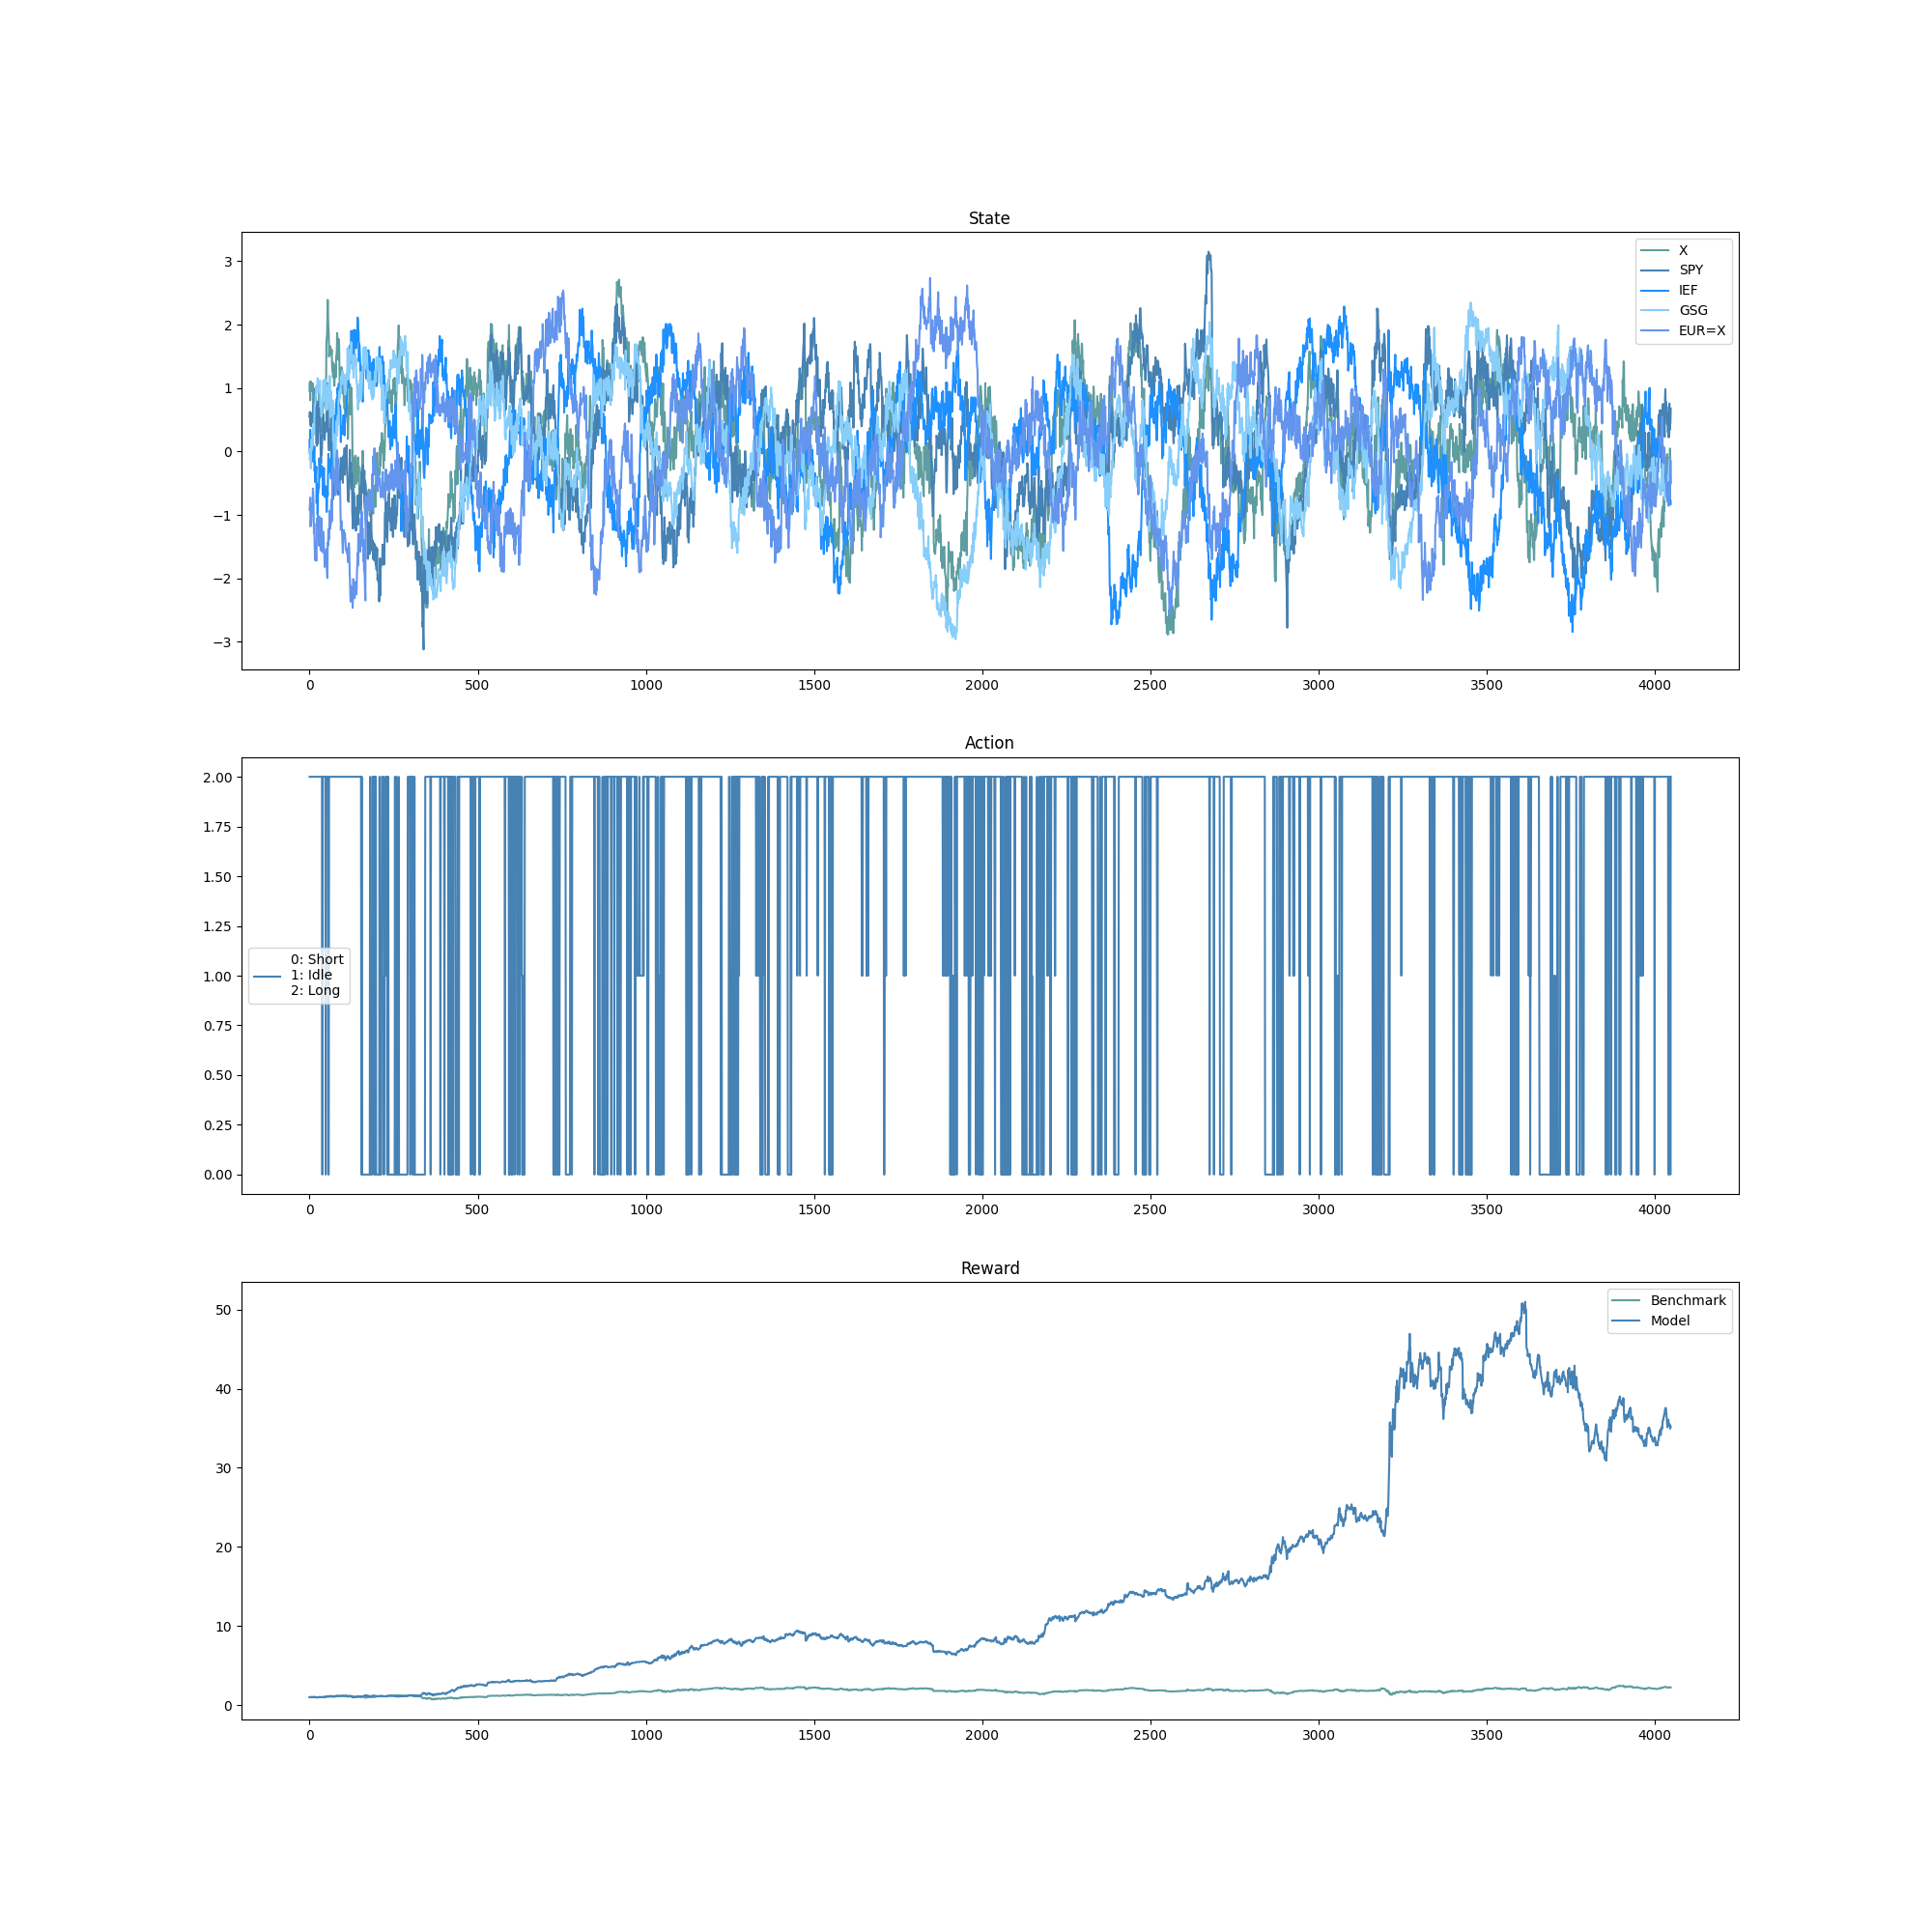 State
3
2
1
0
−1
−2
−3
X
SPY
IEF
GSG
EUR=X
0 500 1000 1500 2000 2500 3000 3500 4000
Action
2.00
1.75
1.50
1.25
1.00
0.75
0.50
0.25
0.00
0: Short
1: Idle
2: Long
0 500 1000 1500 2000 2500 3000 3500 4000
Reward
50
40
30
20
10
0
Benchmark
Model
0 500 1000 1500 2000 2500 3000 3500 4000